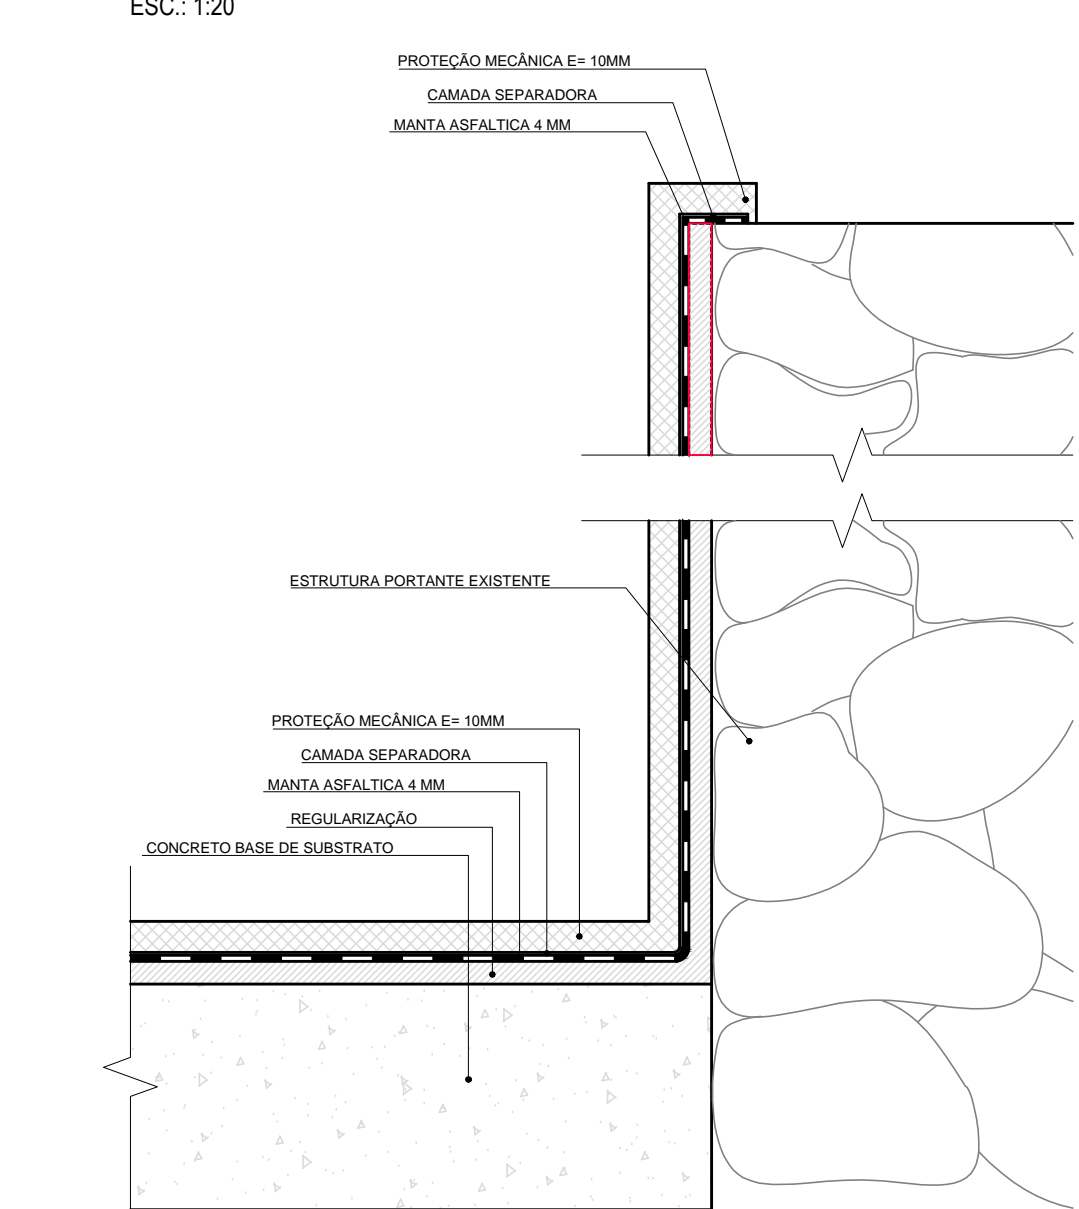 ESC.: 1:20
PROTEÇÃO MECÂNICA E= 10MM
CAMADA SEPARADORA
MANTA ASFALTICA 4 MM
ESTRUTURA PORTANTE EXISTENTE
PROTEÇÃO MECÂNICA E= 10MM
CAMADA SEPARADORA
MANTA ASFALTICA 4 MM
REGULARIZAÇÃO
CONCRETO BASE DE SUBSTRATO